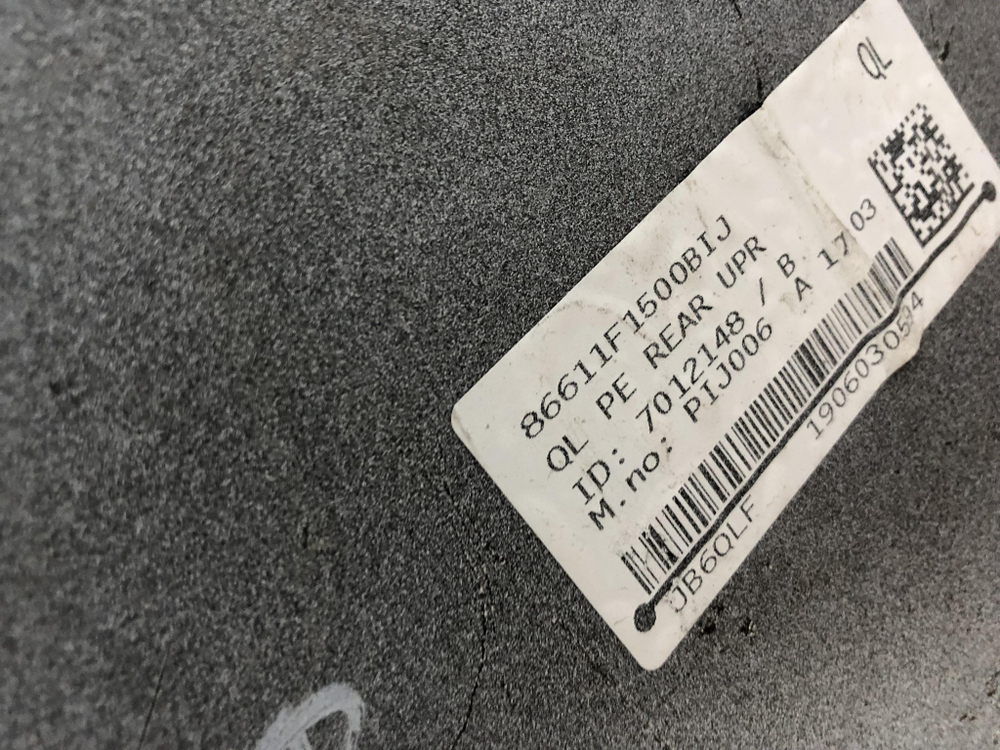 QL
86611F1500BIJ
QL PE REAR UPR
ID: 7012148 / B
M.no: PIJ006 A 17 03
JB6QLF 1906030594